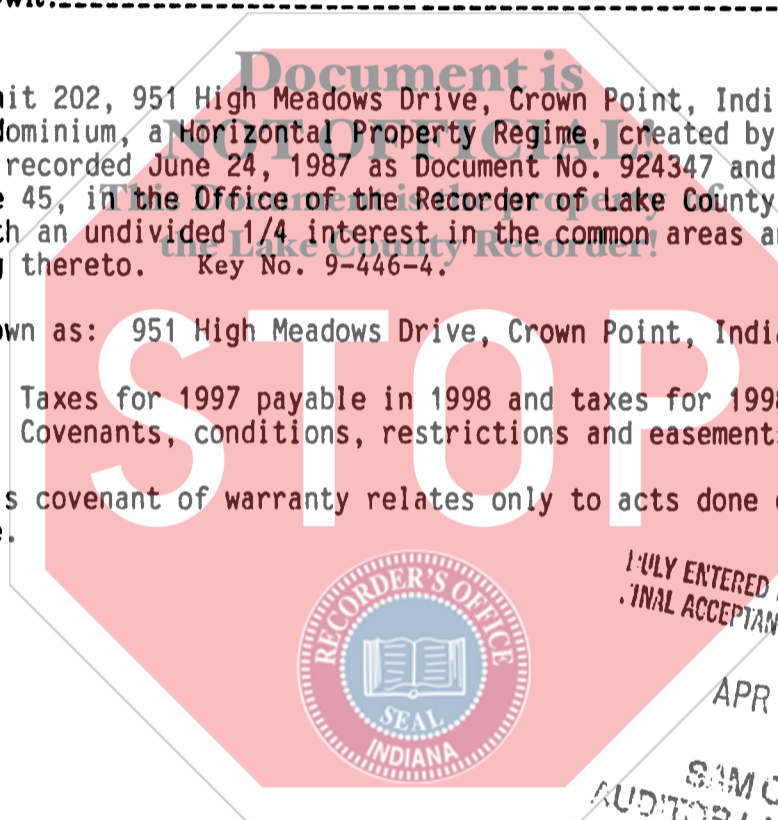 Document is
NOT OFFICIAL!
This Document is the property of
the Lake County Recorder!
it 202, 951 High Meadows Drive, Crown Point, Indi
dominium, a Horizontal Property Regime, created by
recorded June 24, 1987 as Document No. 924347 and
45, in the Office of the Recorder of Lake County
h an undivided 1/4 interest in the common areas a
g thereto. Key No. 9-446-4.
own as: 951 High Meadows Drive, Crown Point, Indi
Taxes for 1997 payable in 1998 and taxes for 199
Covenants, conditions, restrictions and easement
s covenant of warranty relates only to acts done
e.
STOP
RECORDER'S OFFICE
SEAL
INDIANA
ULY ENTERED
INAL ACCEPTAN
APR
SAM
AUDITOR